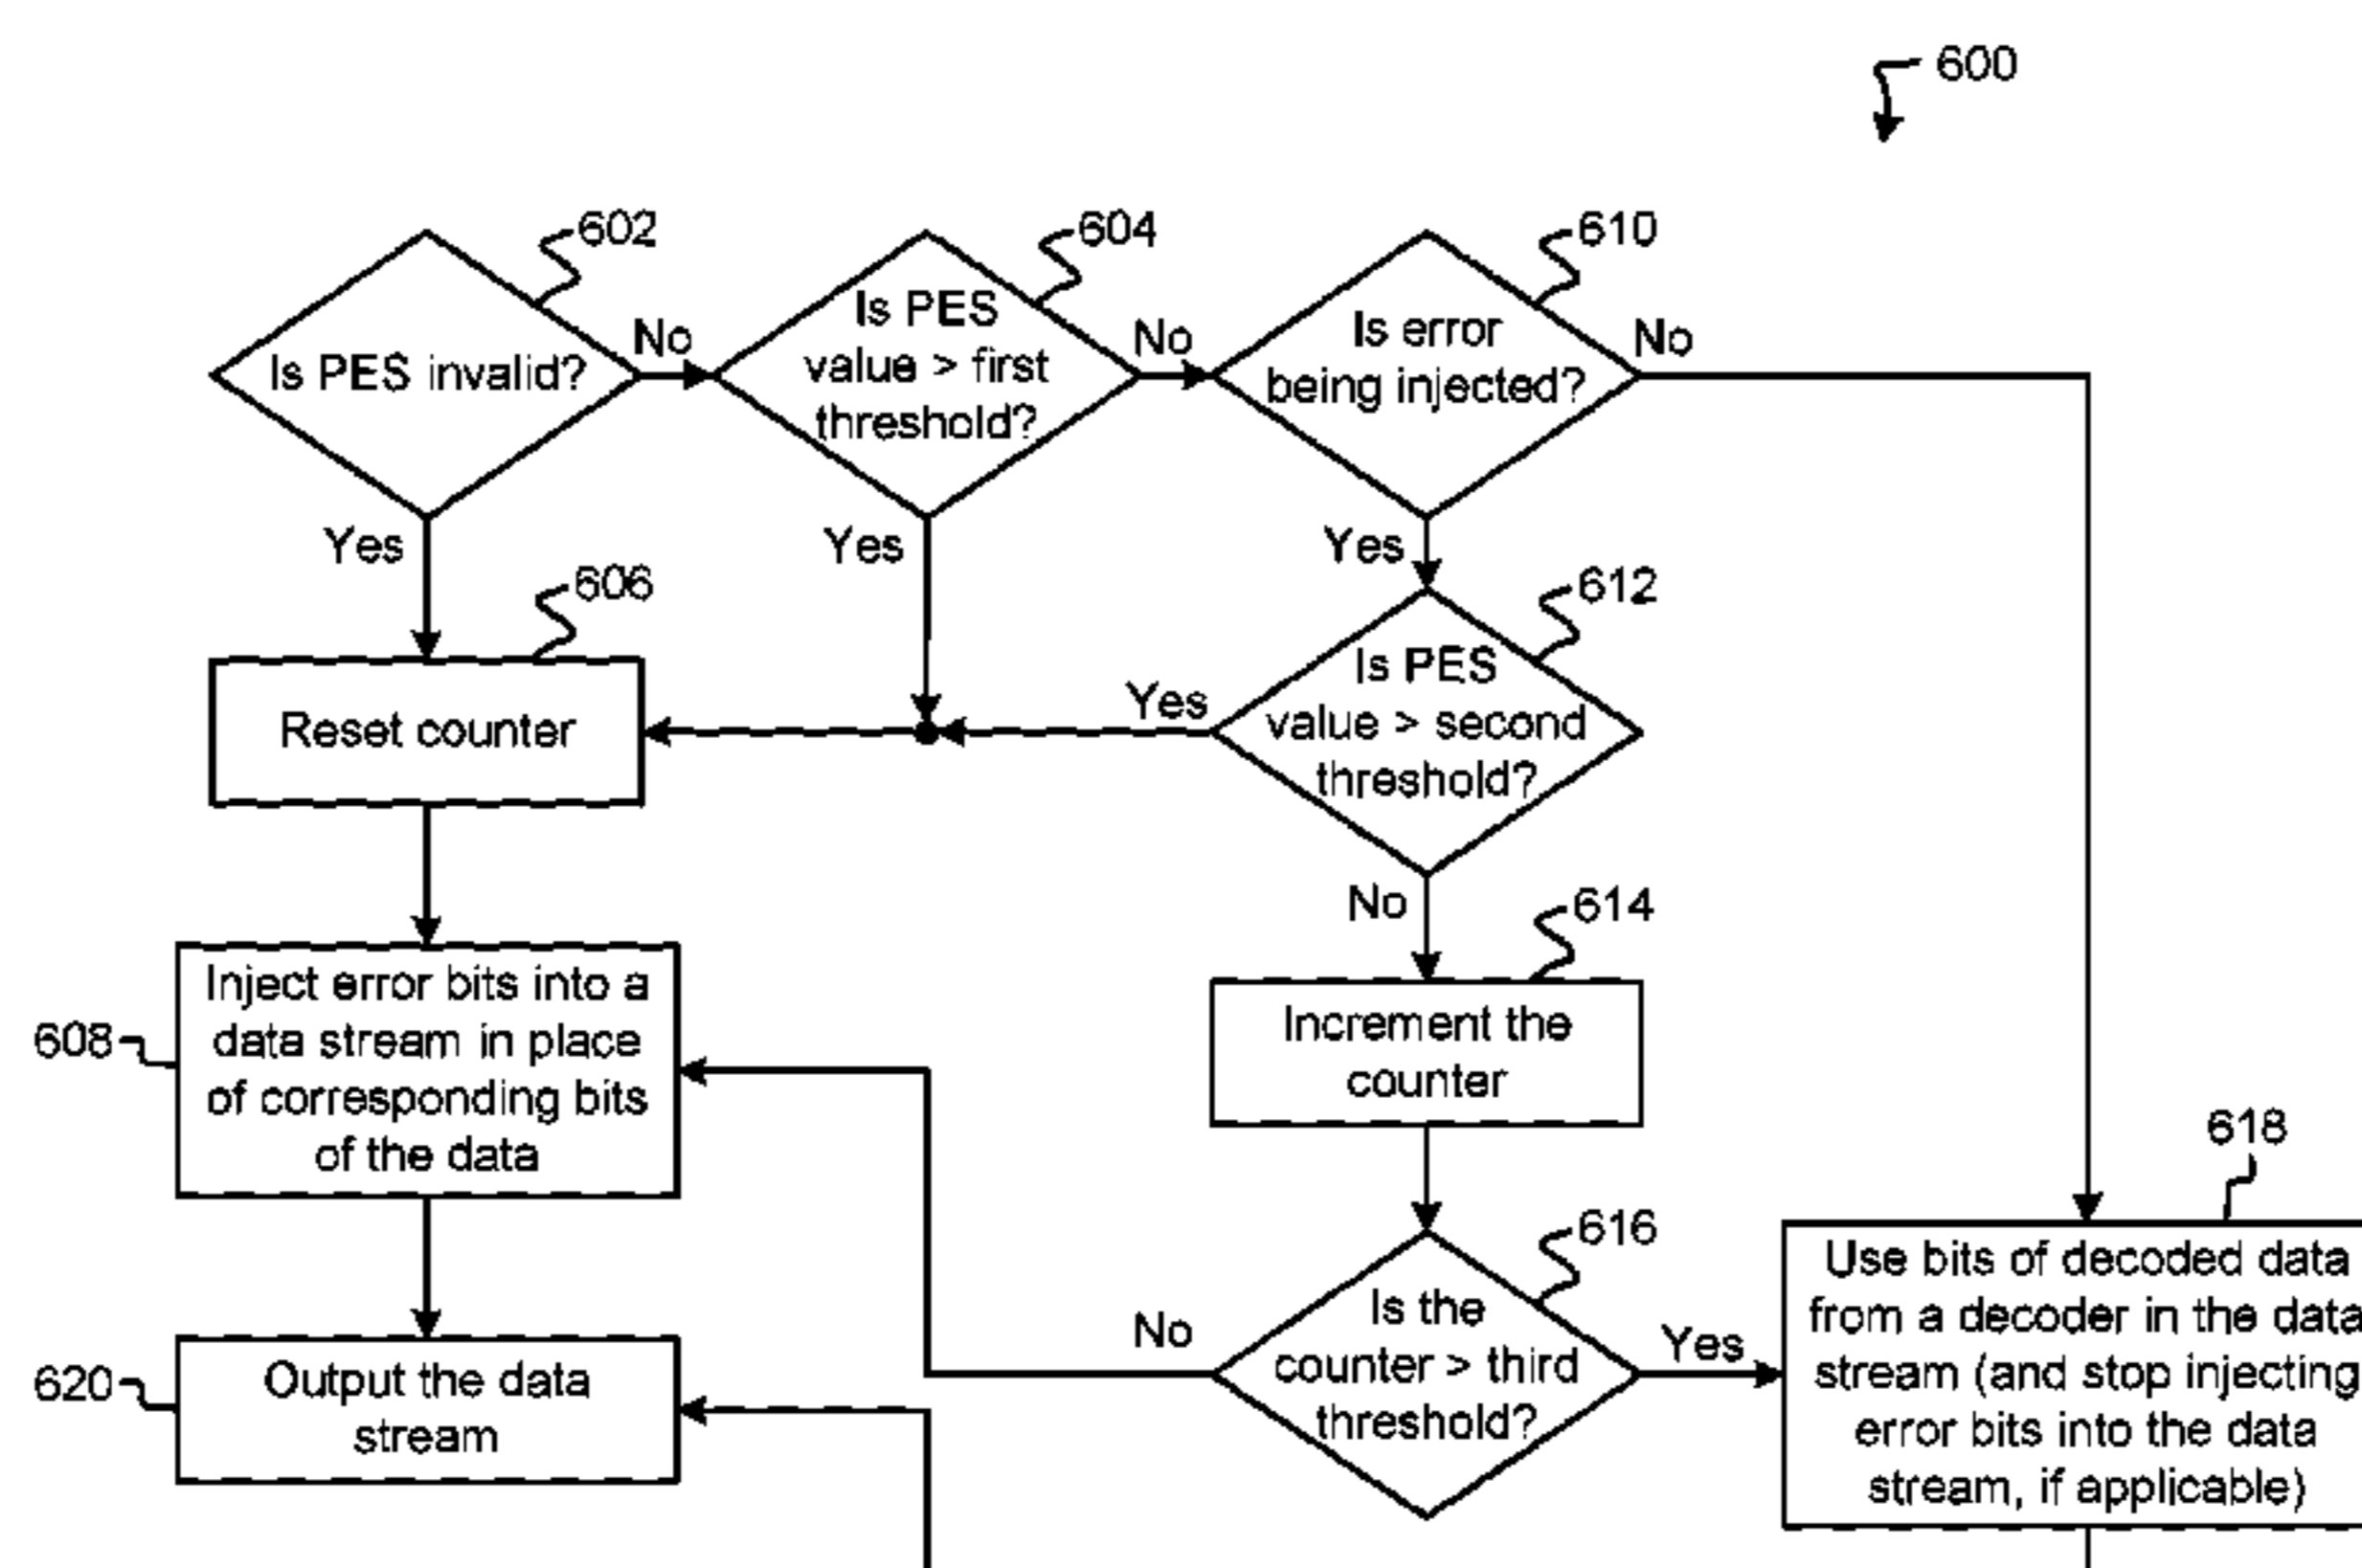 600
602
604
610
Is PES invalid?
No
Is PES
value > first
threshold?
No
Is error
being injected?
No
Yes
Yes
Yes
606
612
Reset counter
Yes
Is PES
value > second
threshold?
No
614
608
Inject error bits into a
data stream in place
of corresponding bits
of the data
Increment the
counter
618
616
620
Output the data
stream
No
Is the
counter > third
threshold?
Yes
Use bits of decoded data
from a decoder in the data
stream (and stop injecting
error bits into the data
stream, if applicable)